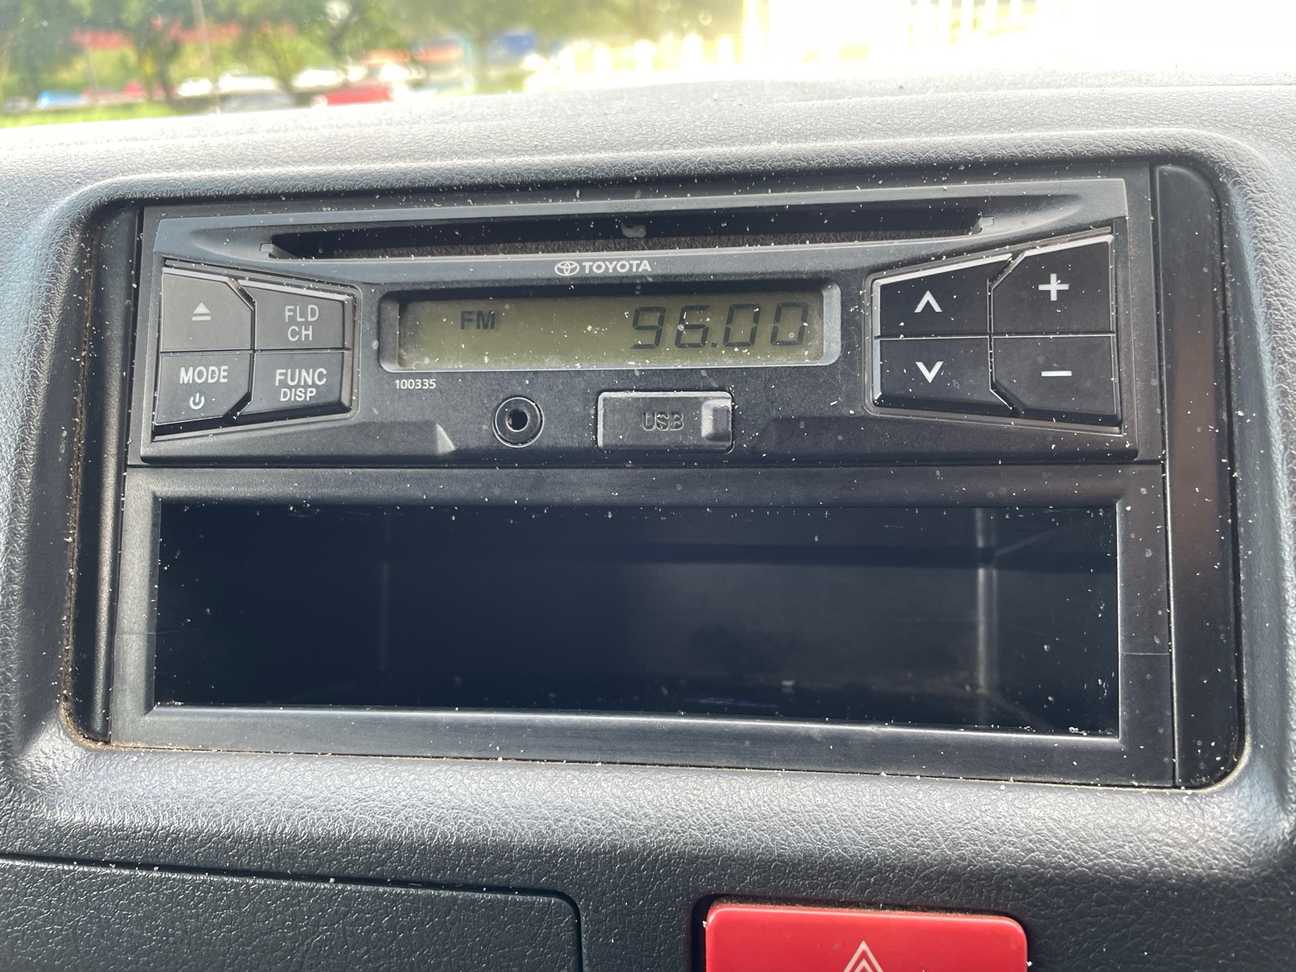 TOYOTA
FLD
CH
MODE
FUNC
DISP
FM 96.00
100335
USB